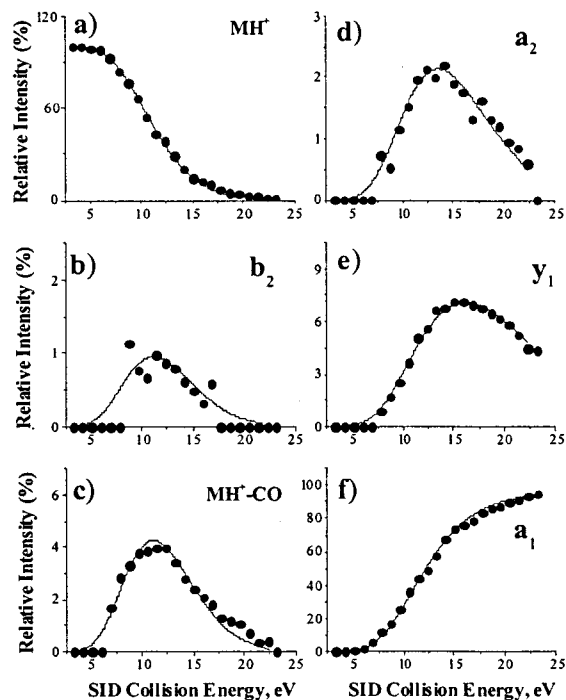 a) MH⁺
Relative Intensity (%)
120
60
0
5 10 15 20 25
d) a₂
3
2
1
0
5 10 15 20 25
b) b₂
Relative Intensity (%)
2
1
0
5 10 15 20 25
e) y₁
9
6
3
0
5 10 15 20 25
c) MH⁺-CO
Relative Intensity (%)
6
4
2
0
5 10 15 20 25
SID Collision Energy, eV
f) a₁
100
80
60
40
20
0
5 10 15 20 25
SID Collision Energy, eV